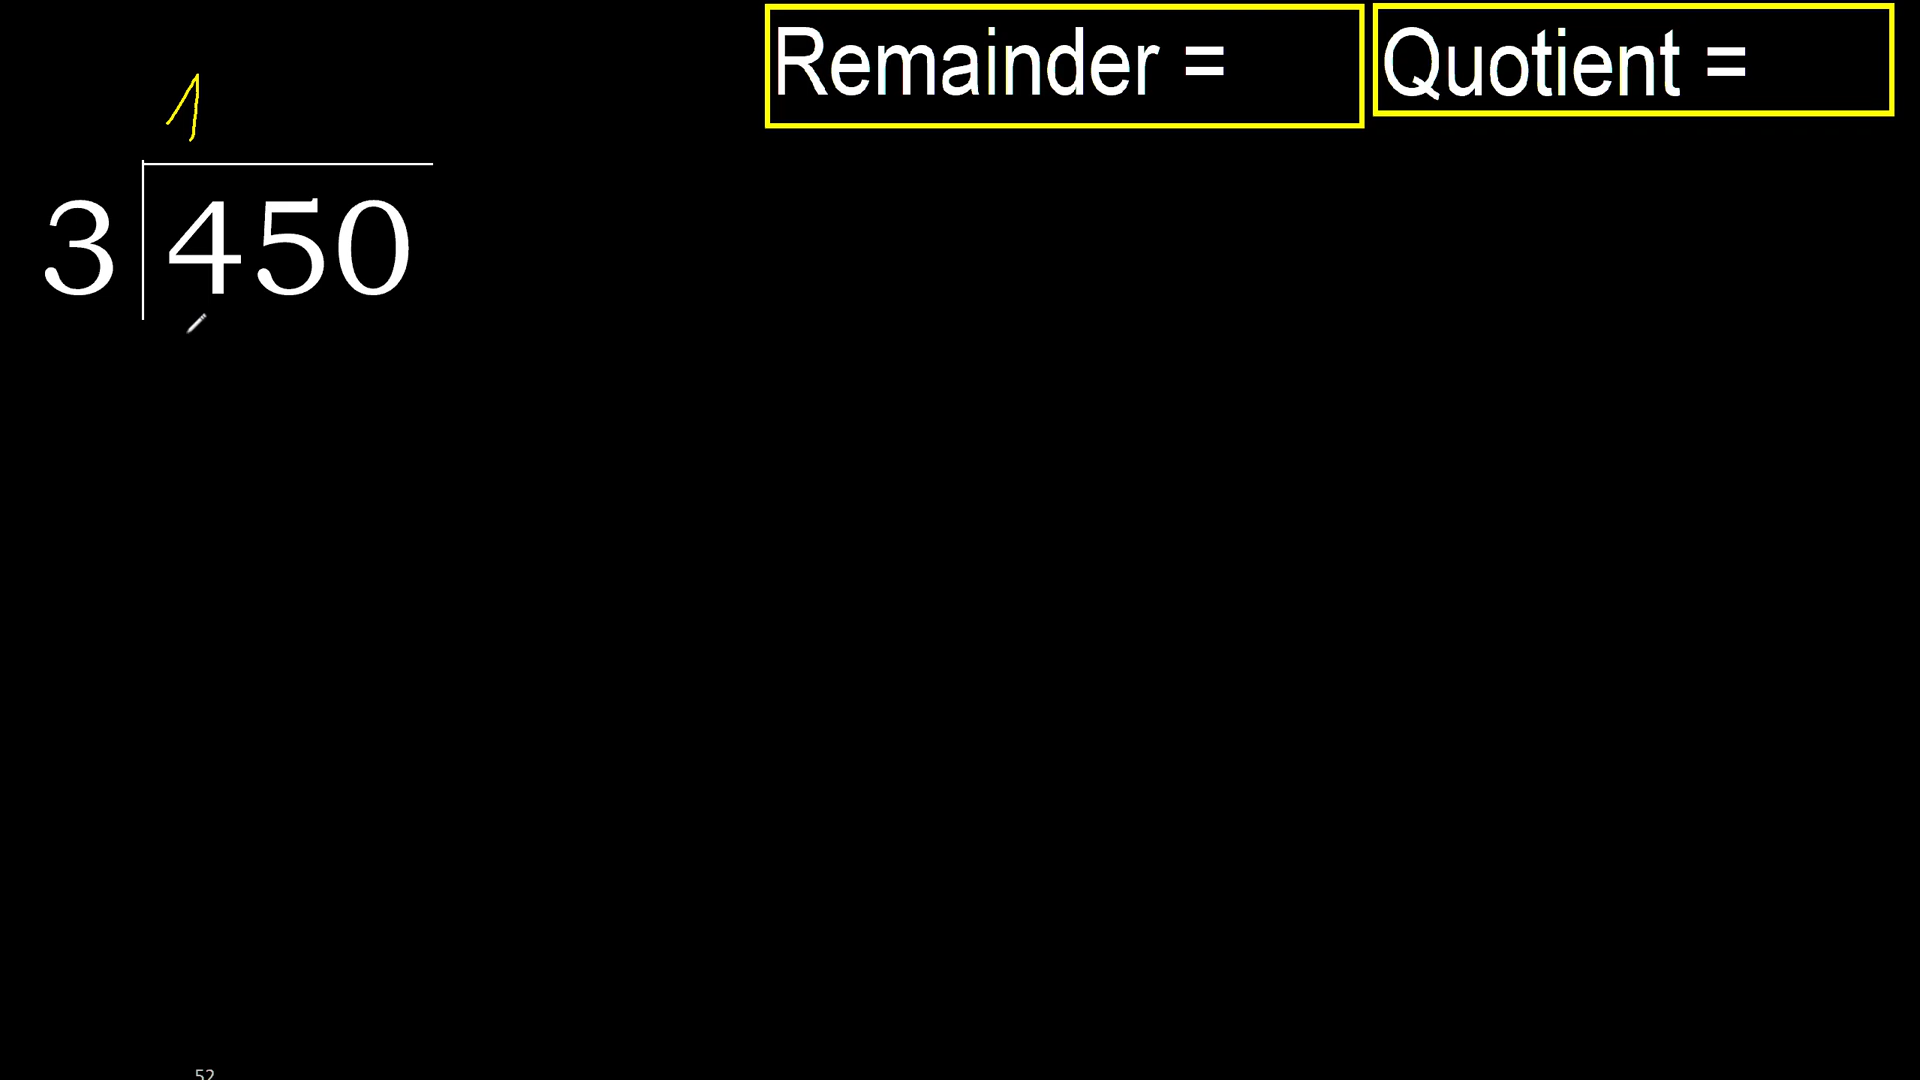 Remainder = Quotient =
1
3 450
52